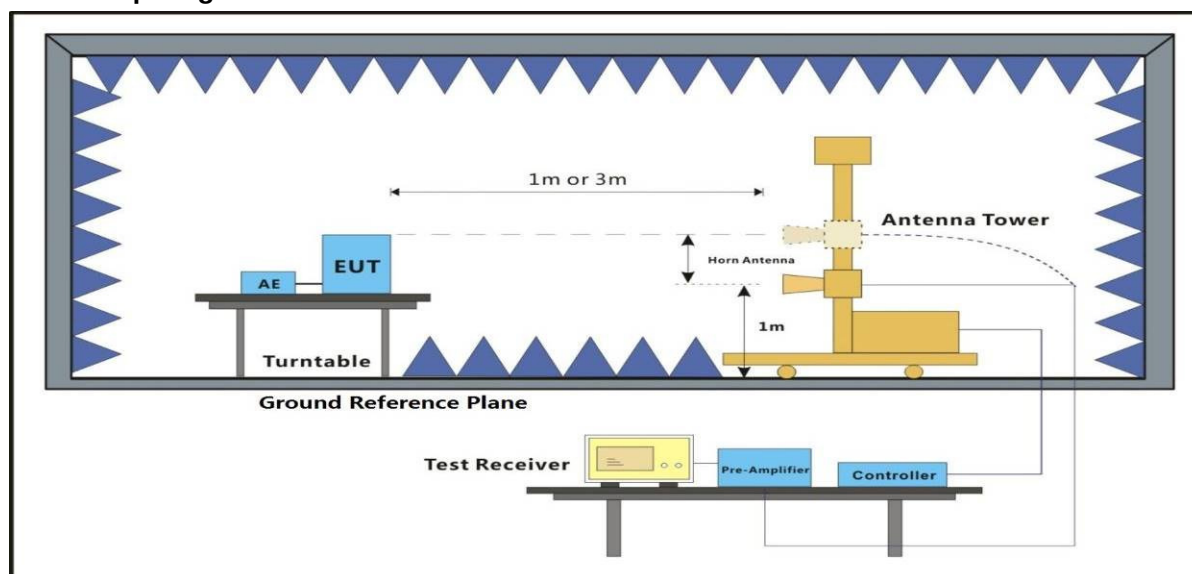 1m or 3m
Antenna Tower
Horn Antenna
EUT
AE
1m
Turntable
Ground Reference Plane
Test Receiver
Pre-Amplifier
Controller